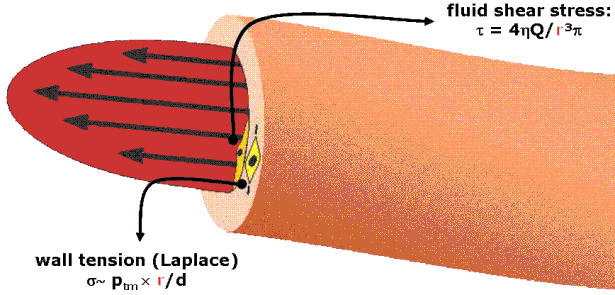 fluid shear stress:
τ = 4ηQ/r³π
wall tension (Laplace)
σ~ pₜₘ × r/d